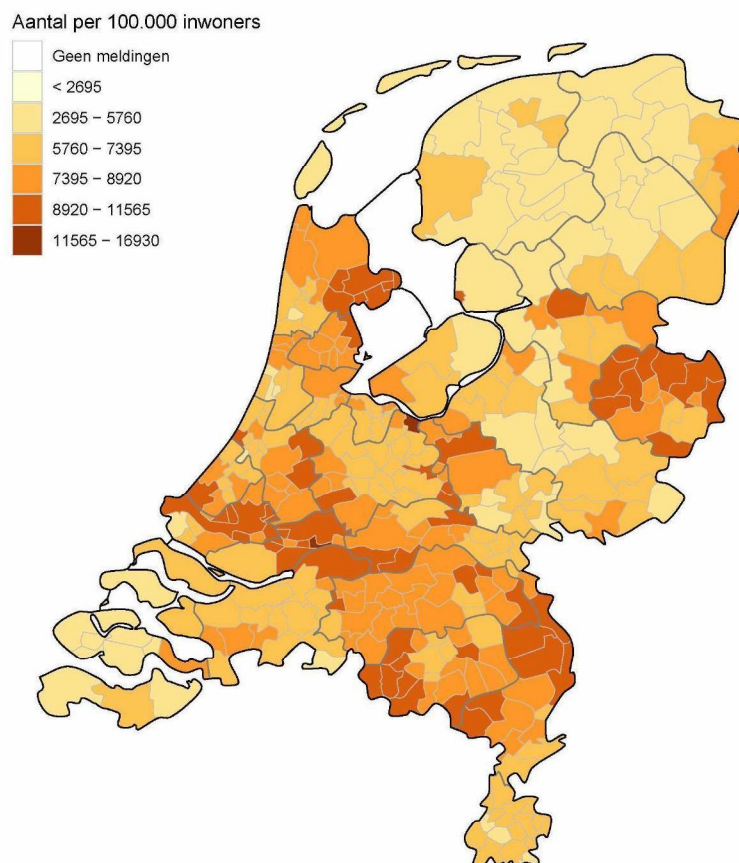 Aantal per 100.000 inwoners
Geen meldingen
< 2695
2695 – 5760
5760 – 7395
7395 – 8920
8920 – 11565
11565 – 16930